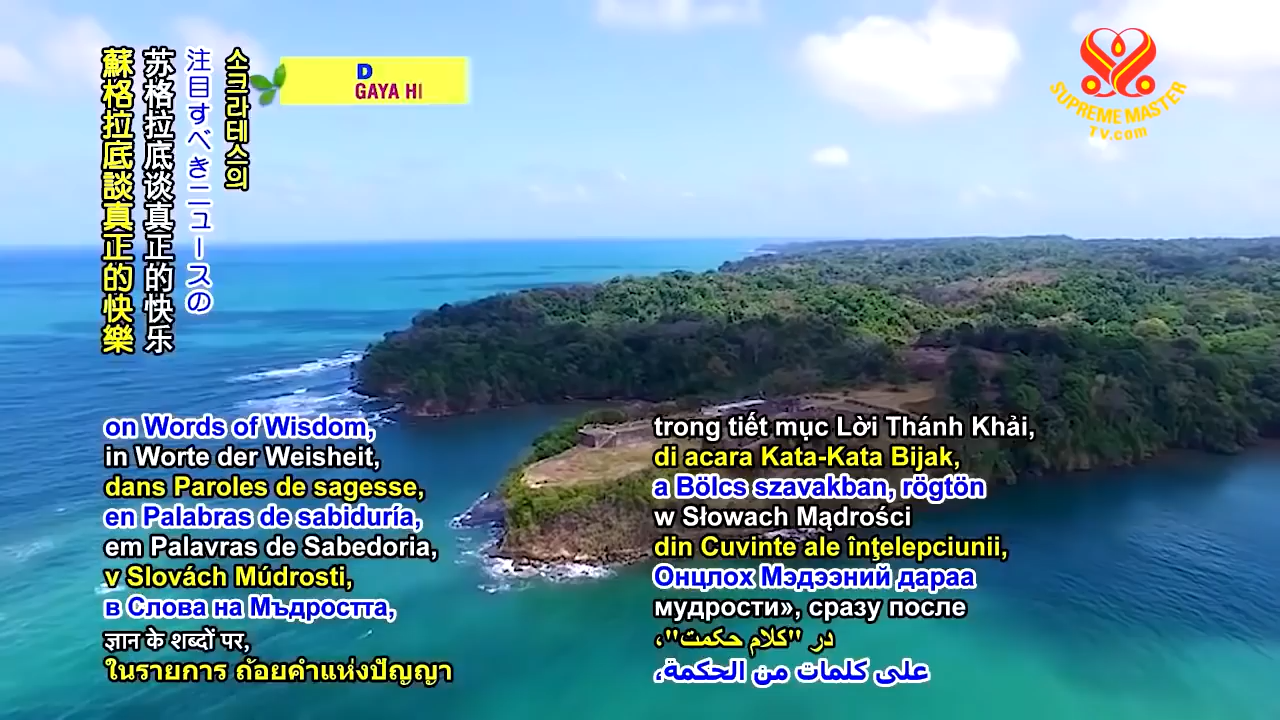 蘇格拉底談真正的快樂
苏格拉底谈真正的快乐
注目すべきニュースの
소크라테스의
D
GAYA HI
SUPREME MASTER
TV.com
on Words of Wisdom,
in Worte der Weisheit,
dans Paroles de sagesse,
en Palabras de sabiduría,
em Palavras de Sabedoria,
v Slovách Múdrosti,
в Слова на Мъдростта,
ज्ञान के शब्दों पर,
ในรายการ ถ้อยคำแห่งปัญญา
trong tiết mục Lời Thánh Khải,
di acara Kata-Kata Bijak,
a Bölcs szavakban, rögtön
w Słowach Mądrości
din Cuvinte ale înţelepciunii,
Онцлох Мэдээний дараа
мудрости», сразу после
در "کلام حکمت"،
على كلمات من الحكمة،